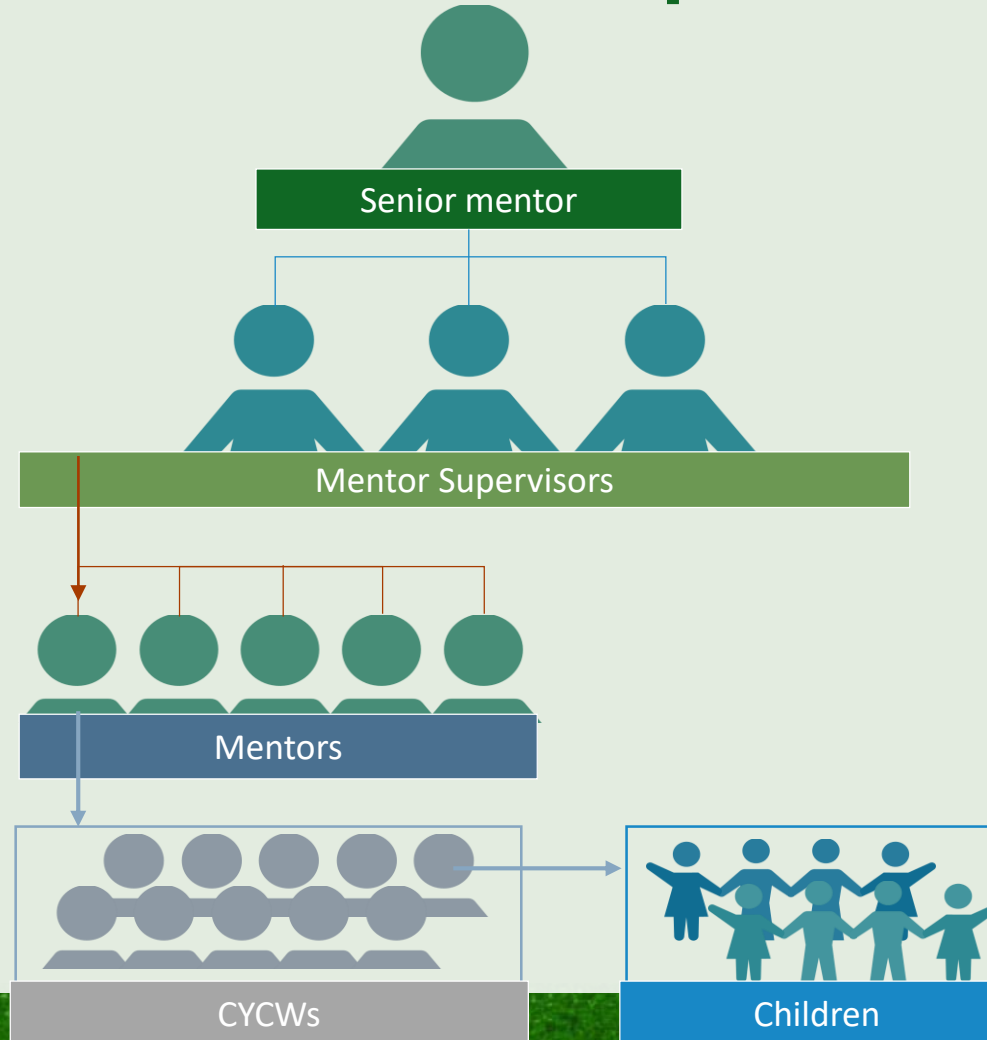 Senior mentor
Mentor Supervisors
Mentors
CYCWs
Children